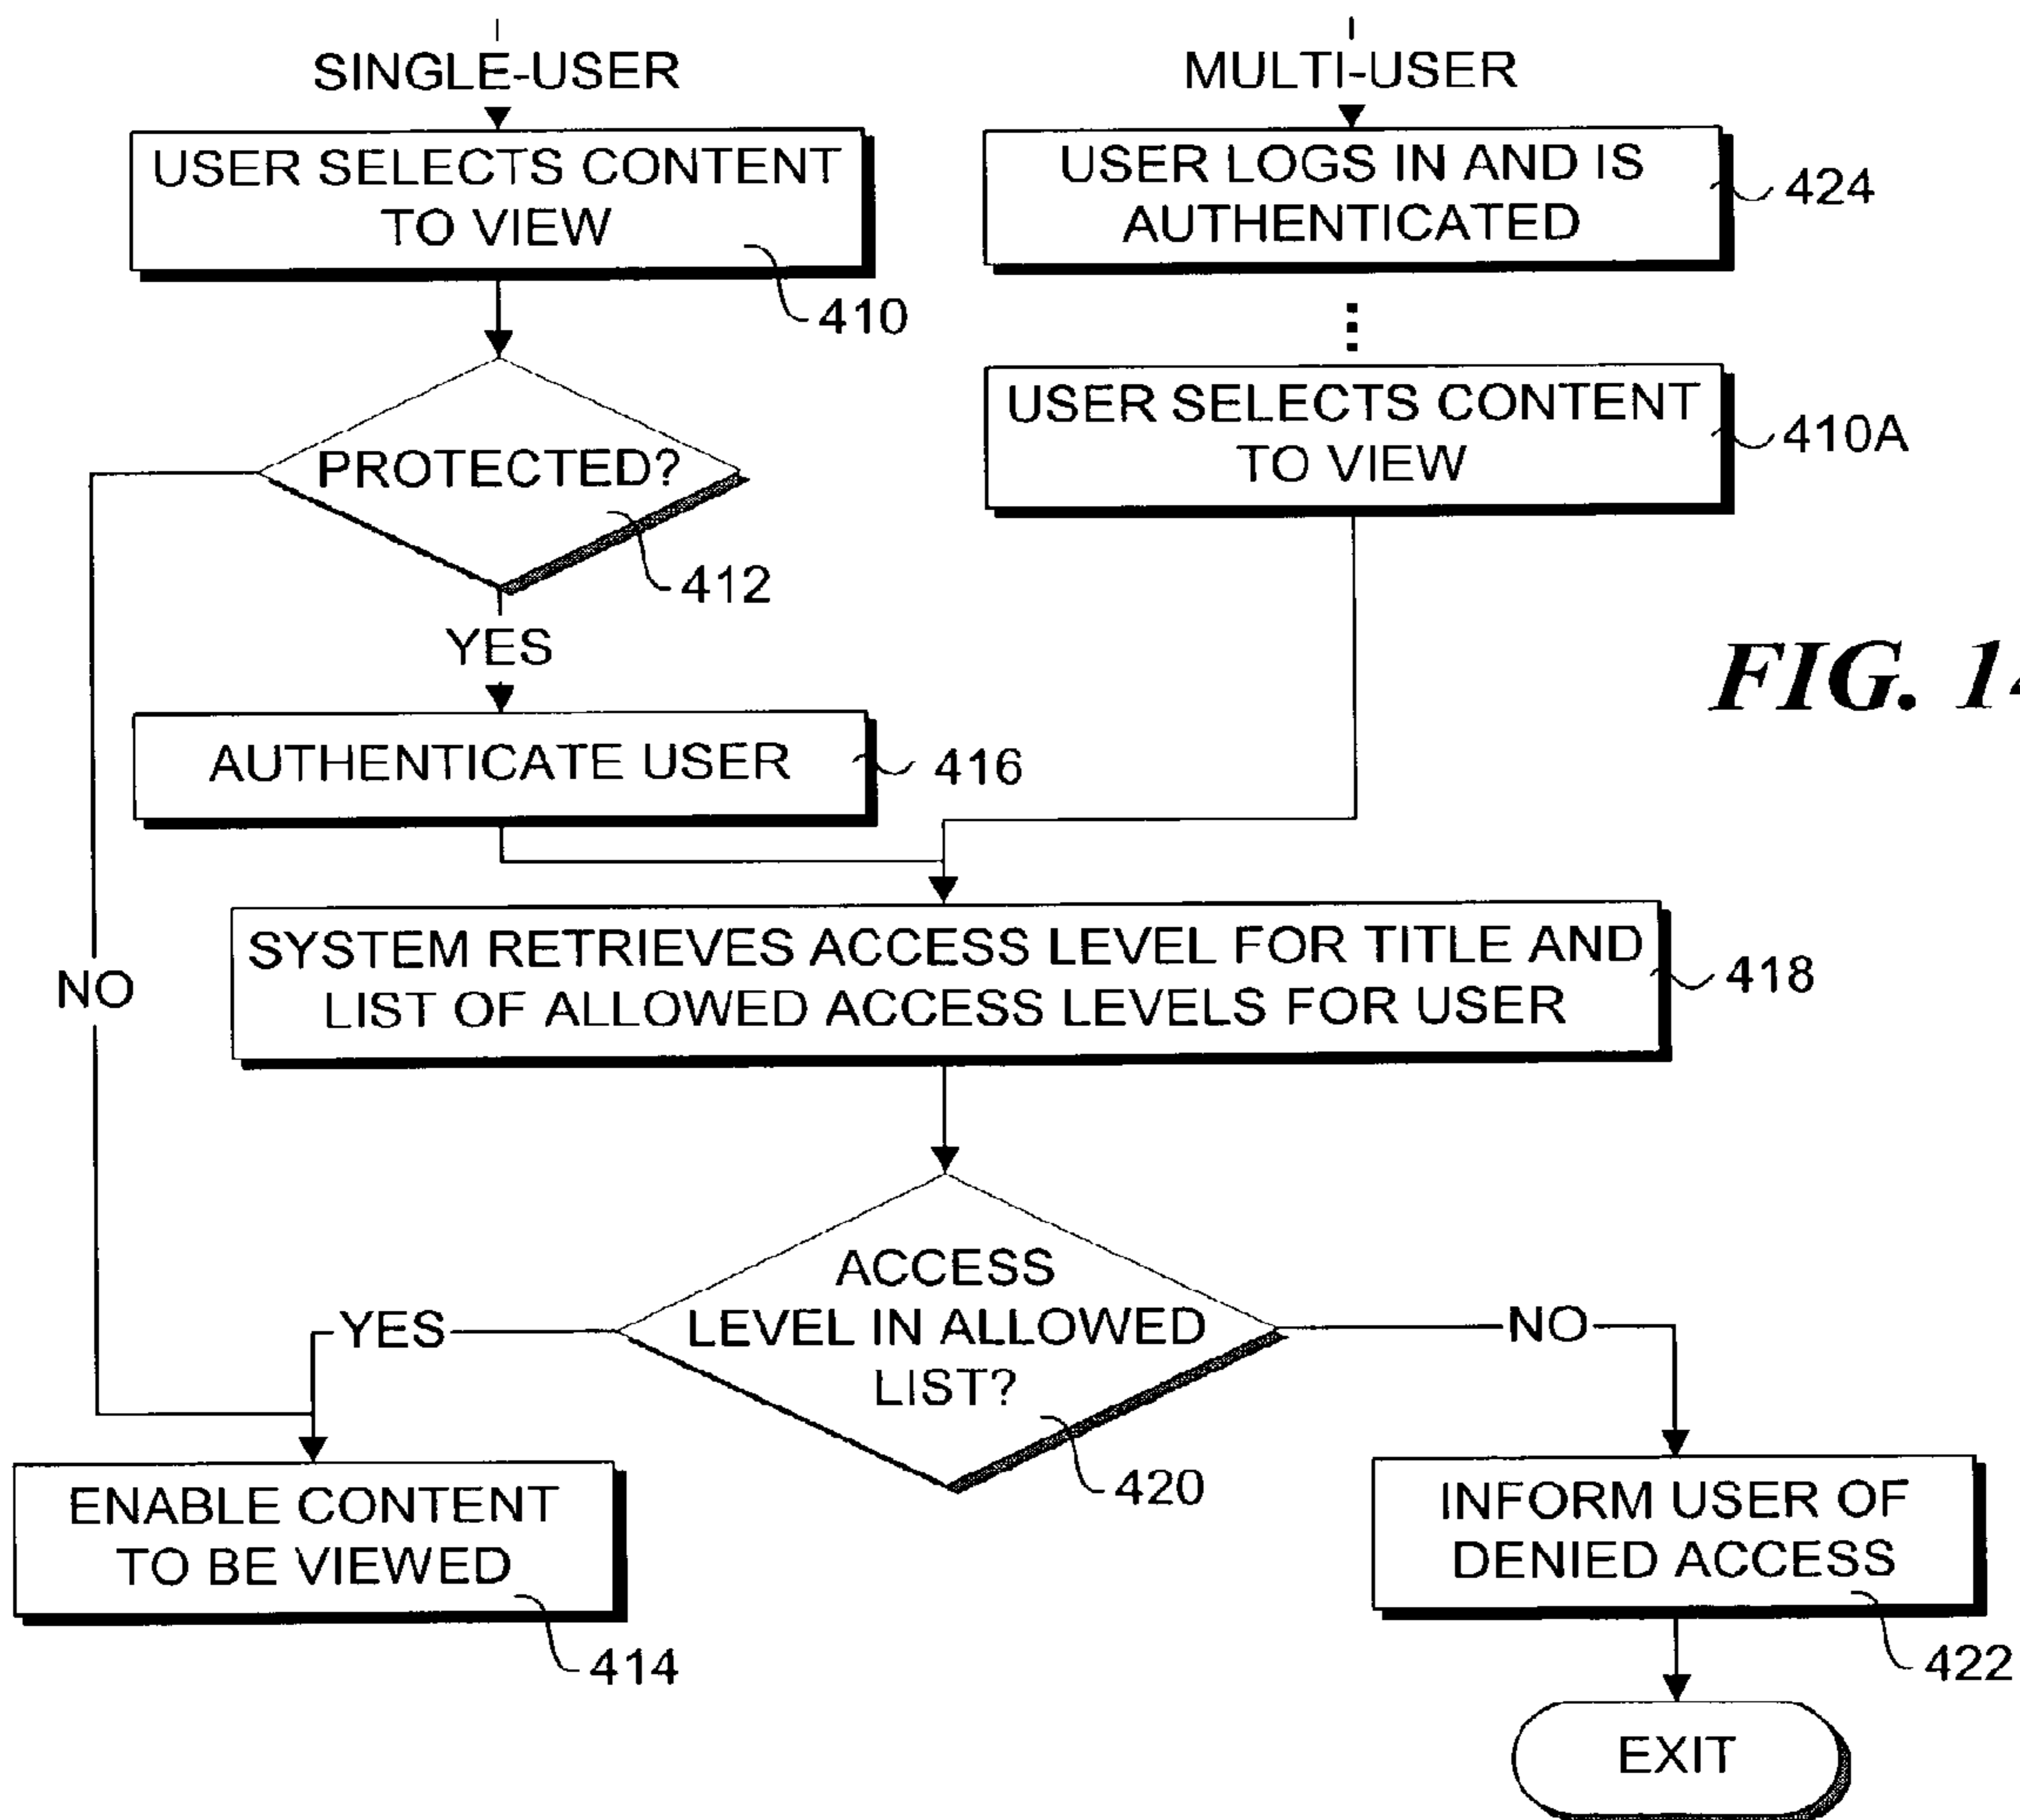 SINGLE-USER
MULTI-USER
USER SELECTS CONTENT
TO VIEW
410
USER LOGS IN AND IS
AUTHENTICATED
424
USER SELECTS CONTENT
TO VIEW
410A
PROTECTED?
412
YES
FIG. 14
AUTHENTICATE USER
416
SYSTEM RETRIEVES ACCESS LEVEL FOR TITLE AND
LIST OF ALLOWED ACCESS LEVELS FOR USER
418
NO
ACCESS
LEVEL IN ALLOWED
LIST?
420
YES
NO
ENABLE CONTENT
TO BE VIEWED
414
INFORM USER OF
DENIED ACCESS
422
EXIT